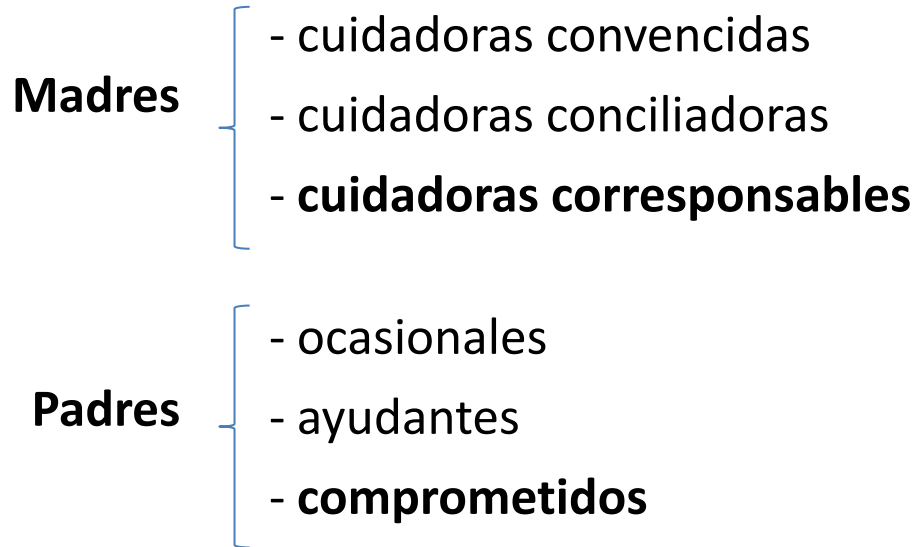 Madres
- cuidadoras convencidas
- cuidadoras conciliadoras
- cuidadoras corresponsables
Padres
- ocasionales
- ayudantes
- comprometidos